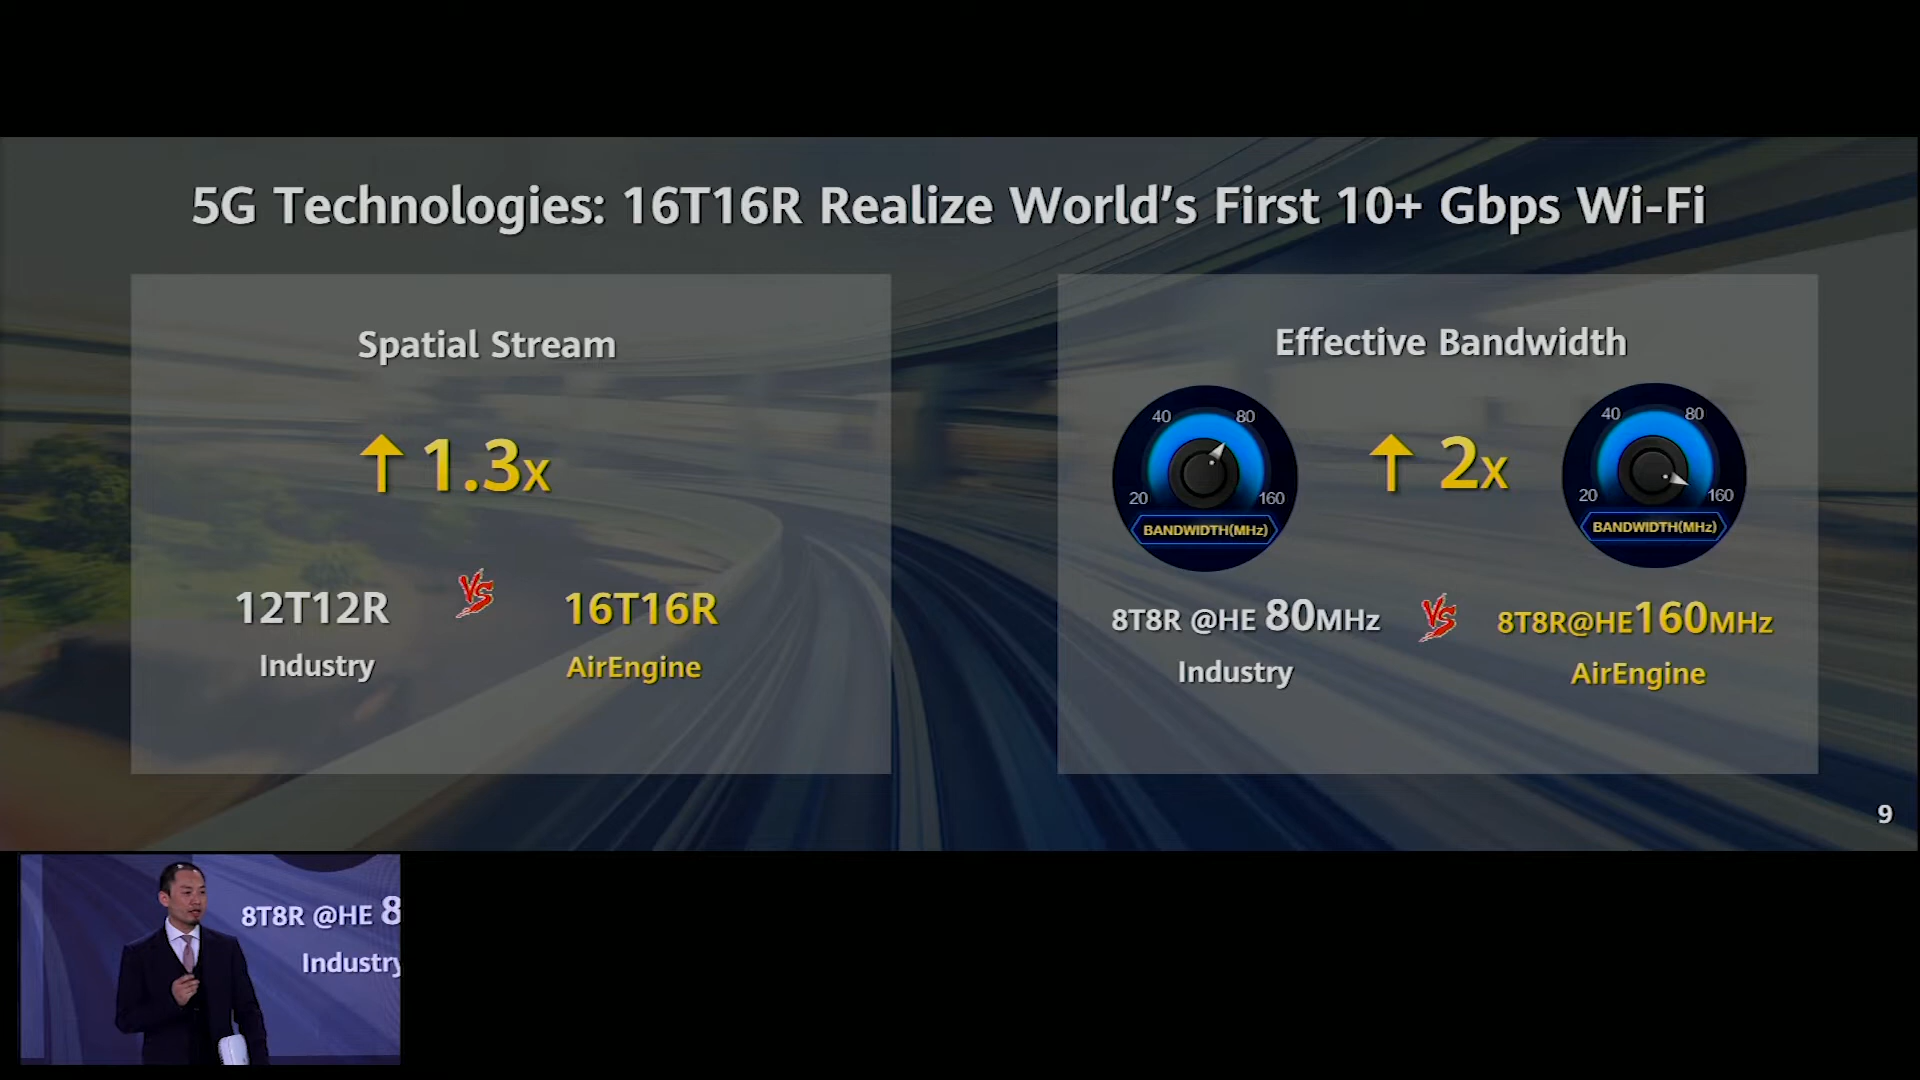 5G Technologies: 16T16R Realize World's First 10+ Gbps Wi-Fi
Spatial Stream
↑ 1.3x
12T12R VS 16T16R
Industry AirEngine
Effective Bandwidth
40 80
20 160
BANDWIDTH(MHz)
↑ 2x
40 80
20 160
BANDWIDTH(MHz)
8T8R @HE 80MHz VS 8T8R@HE160MHz
Industry AirEngine
9
8T8R @HE 8
Industry